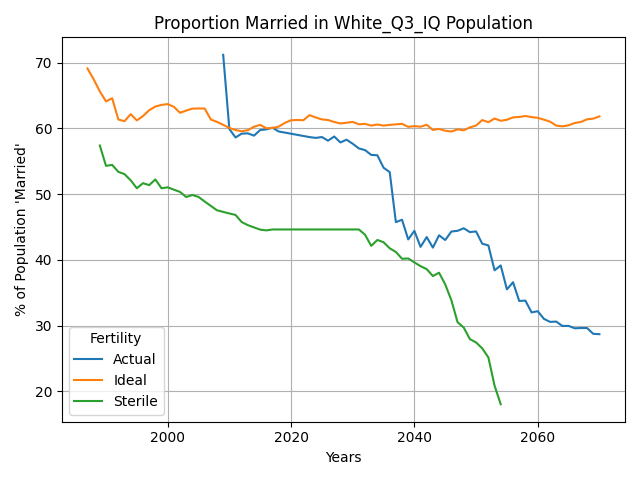 Proportion Married in White_Q3_IQ Population
% of Population 'Married'
70
60
50
40
30
20
Fertility
Actual
Ideal
Sterile
2000 2020 2040 2060
Years